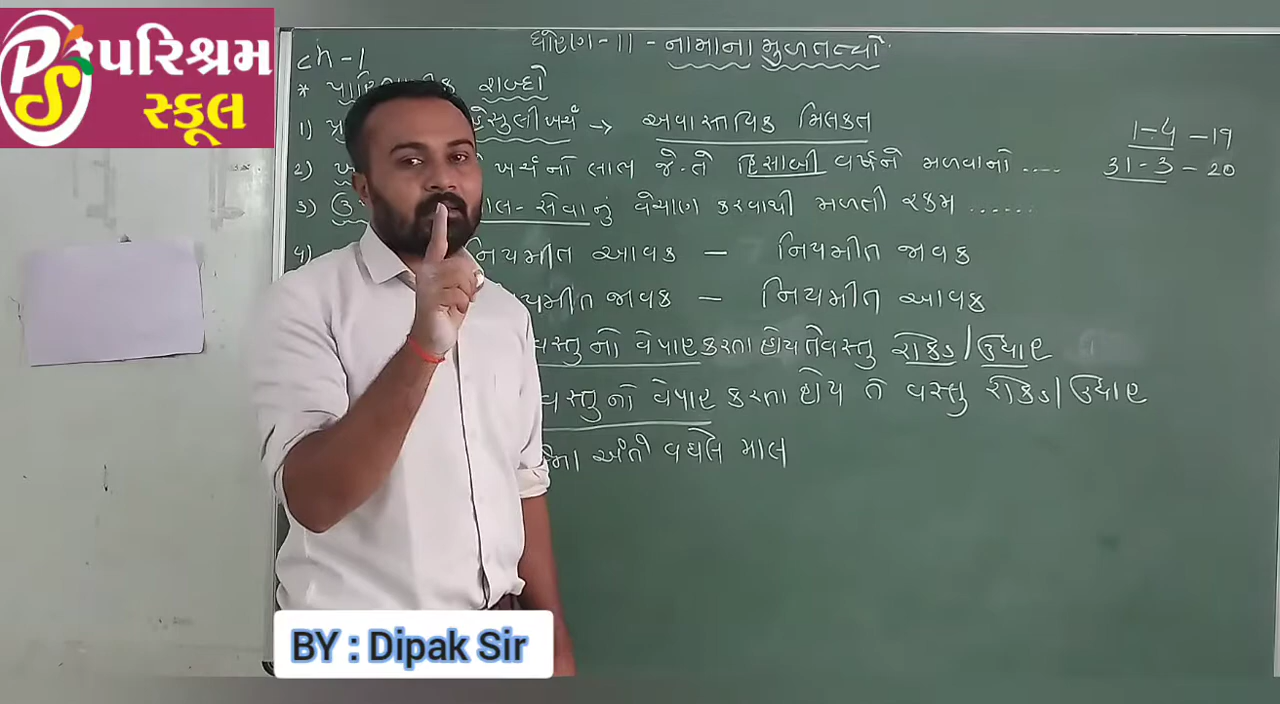 PS પરિશ્રમ
સ્કૂલ
ધોરણ-11 - નામાના મુળતત્વો
ch-1
* શબ્દો
1) ખર્ચ → અવાસ્તવિક મિલકત
1-4-19
2) ખર્ચનો લાભ જે-તે હિસાબી વર્ષને મળવાનો ....
31-3-20
3) ઉ માલ-સેવાનું વેચાણ કરવાથી મળતી રકમ ......
4) નિયમીત આવક – નિયમીત જાવક
જાવક – નિયમીત આવક
વસ્તુનો વેપાર કરતા હોય તે વસ્તુ રોકડ/ઉધાર
વસ્તુનો વેપાર કરતા હોય તે વસ્તુ રોકડ/ઉધાર
અંતે વધેલ માલ
BY : Dipak Sir